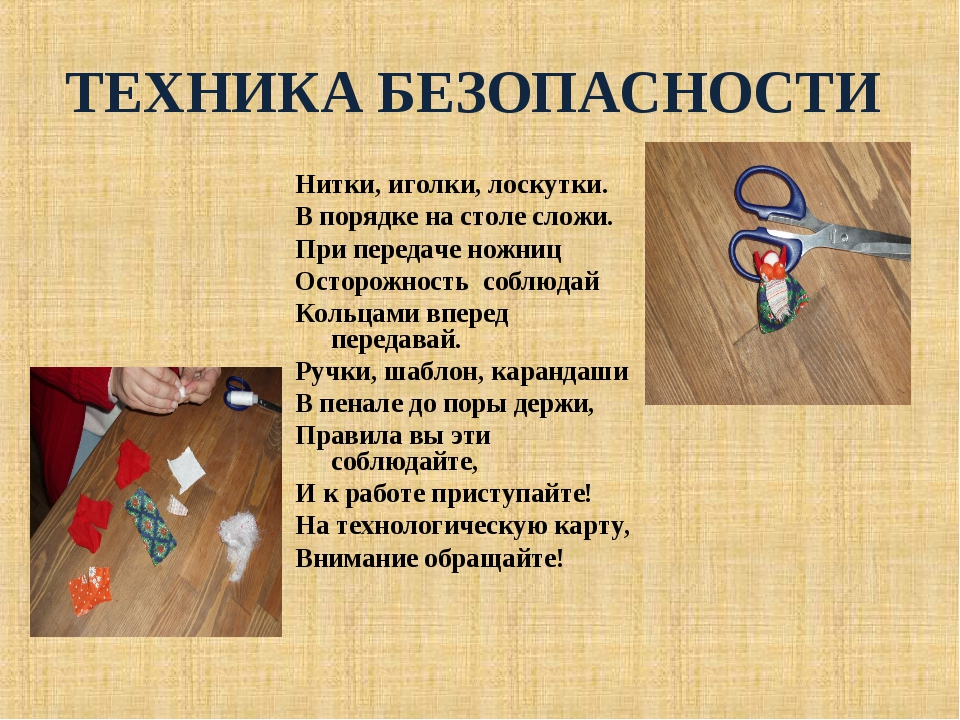 ТЕХНИКА БЕЗОПАСНОСТИ
Нитки, иголки, лоскутки.
В порядке на столе сложи.
При передаче ножниц
Осторожность  соблюдай
Кольцами вперед
передавай.
Ручки, шаблон, карандаши
В пенале до поры держи,
Правила вы эти
соблюдайте,
И к работе приступайте!
На технологическую карту,
Внимание обращайте!